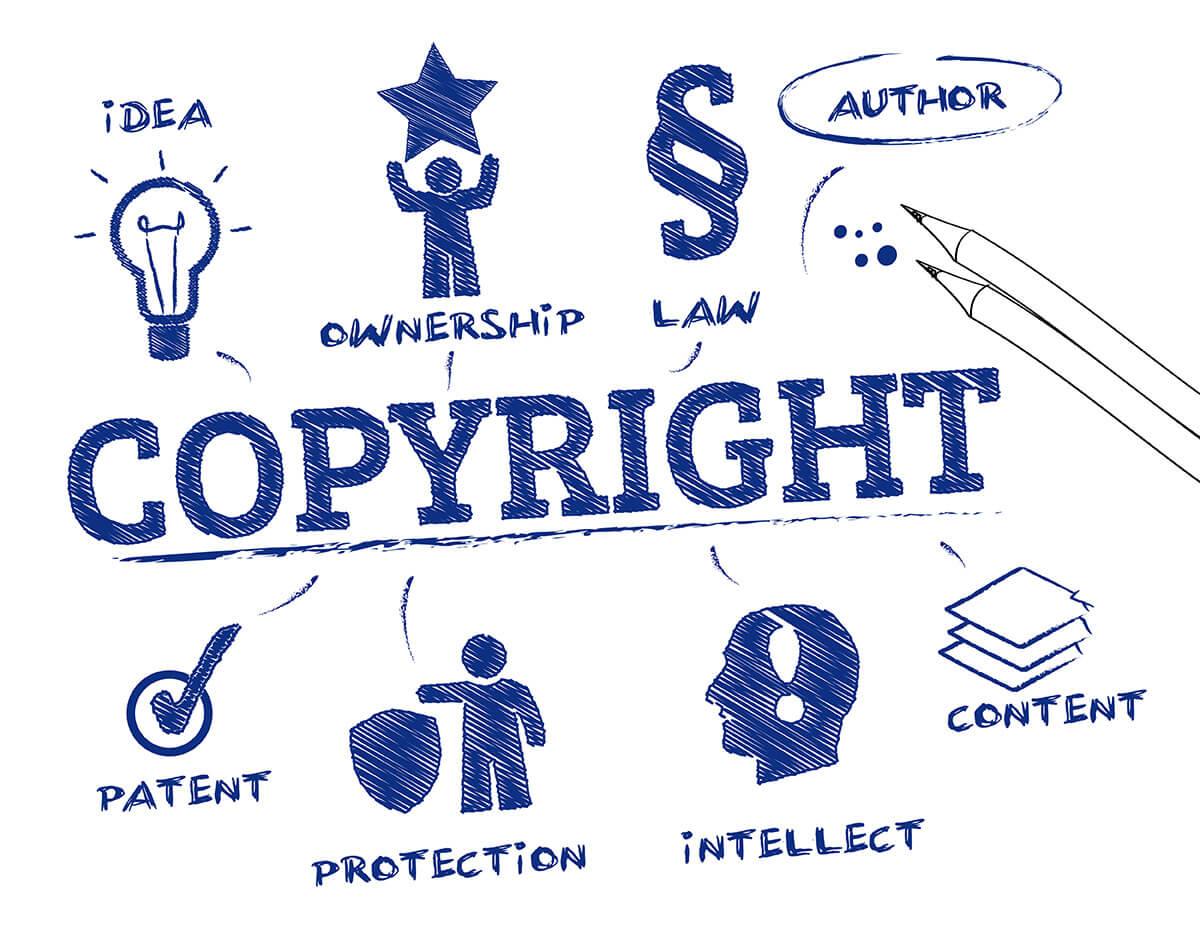 iDEA
OWNERSHiP
LAW
AUTHOR
§
COPYRIGHT
PATENT
PROTECTiON
iNTELLECT
CONTENT